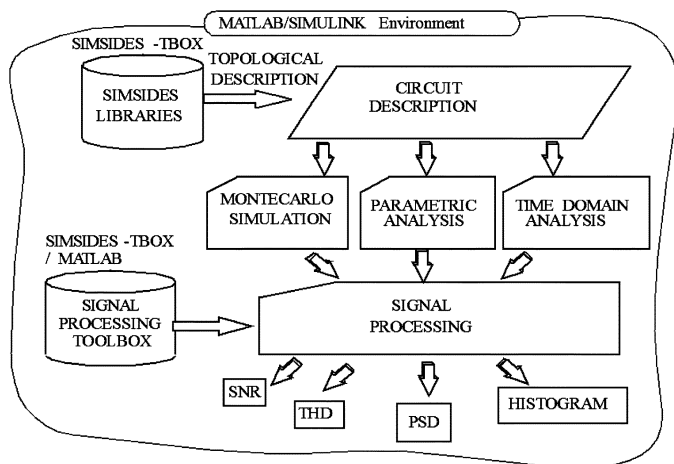 MATLAB/SIMULINK Environment
SIMSIDES -TBOX
TOPOLOGICAL
DESCRIPTION
SIMSIDES
LIBRARIES
CIRCUIT
DESCRIPTION
MONTECARLO
SIMULATION
PARAMETRIC
ANALYSIS
TIME DOMAIN
ANALYSIS
SIMSIDES -TBOX
/ MATLAB
SIGNAL
PROCESSING
TOOLBOX
SIGNAL
PROCESSING
SNR
THD
PSD
HISTOGRAM